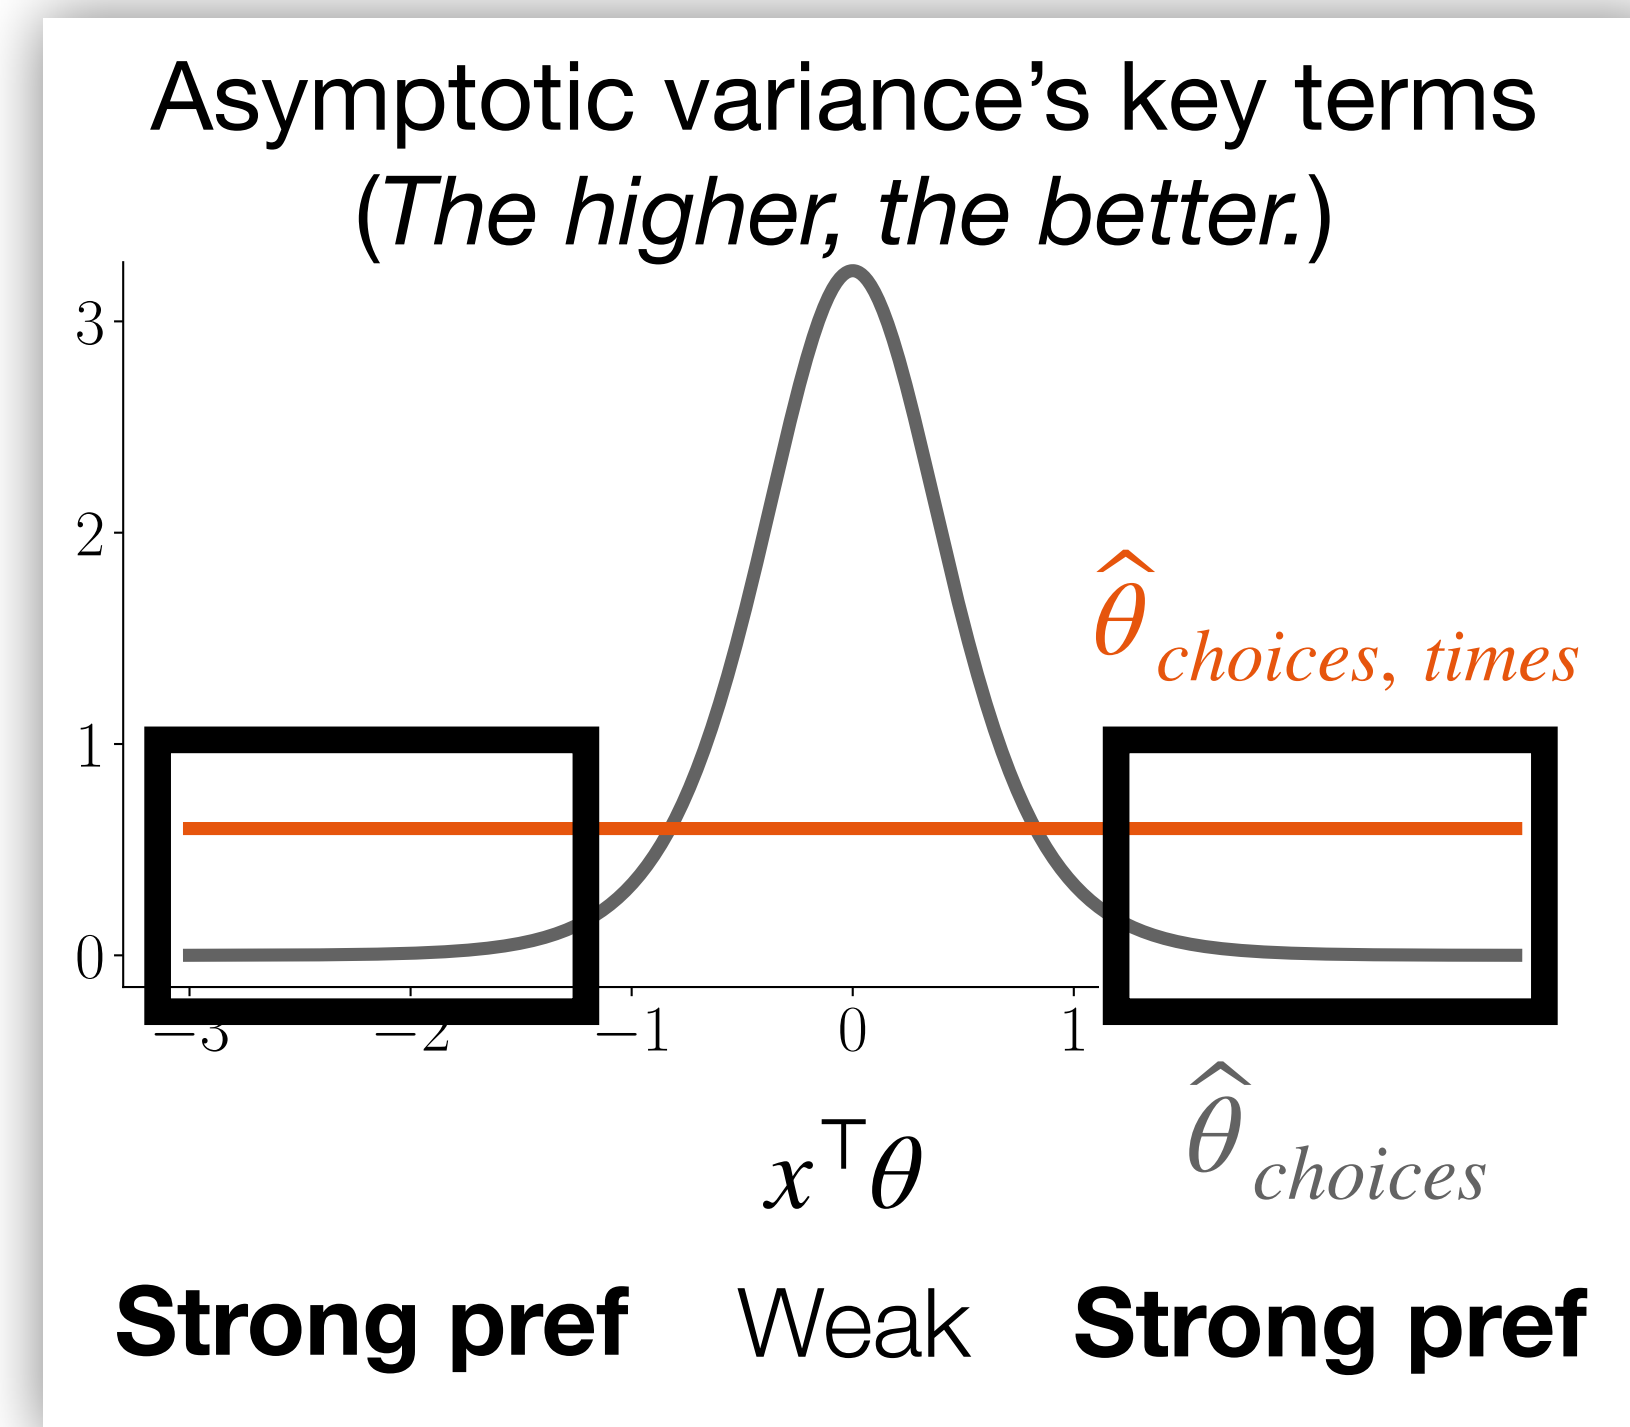 Asymptotic variance’s key terms
(The higher, the better.)
3
2
1
0
θ̂ choices, times
−3 −2 −1 0 1
x⊤θ
θ̂ choices
Strong pref Weak Strong pref